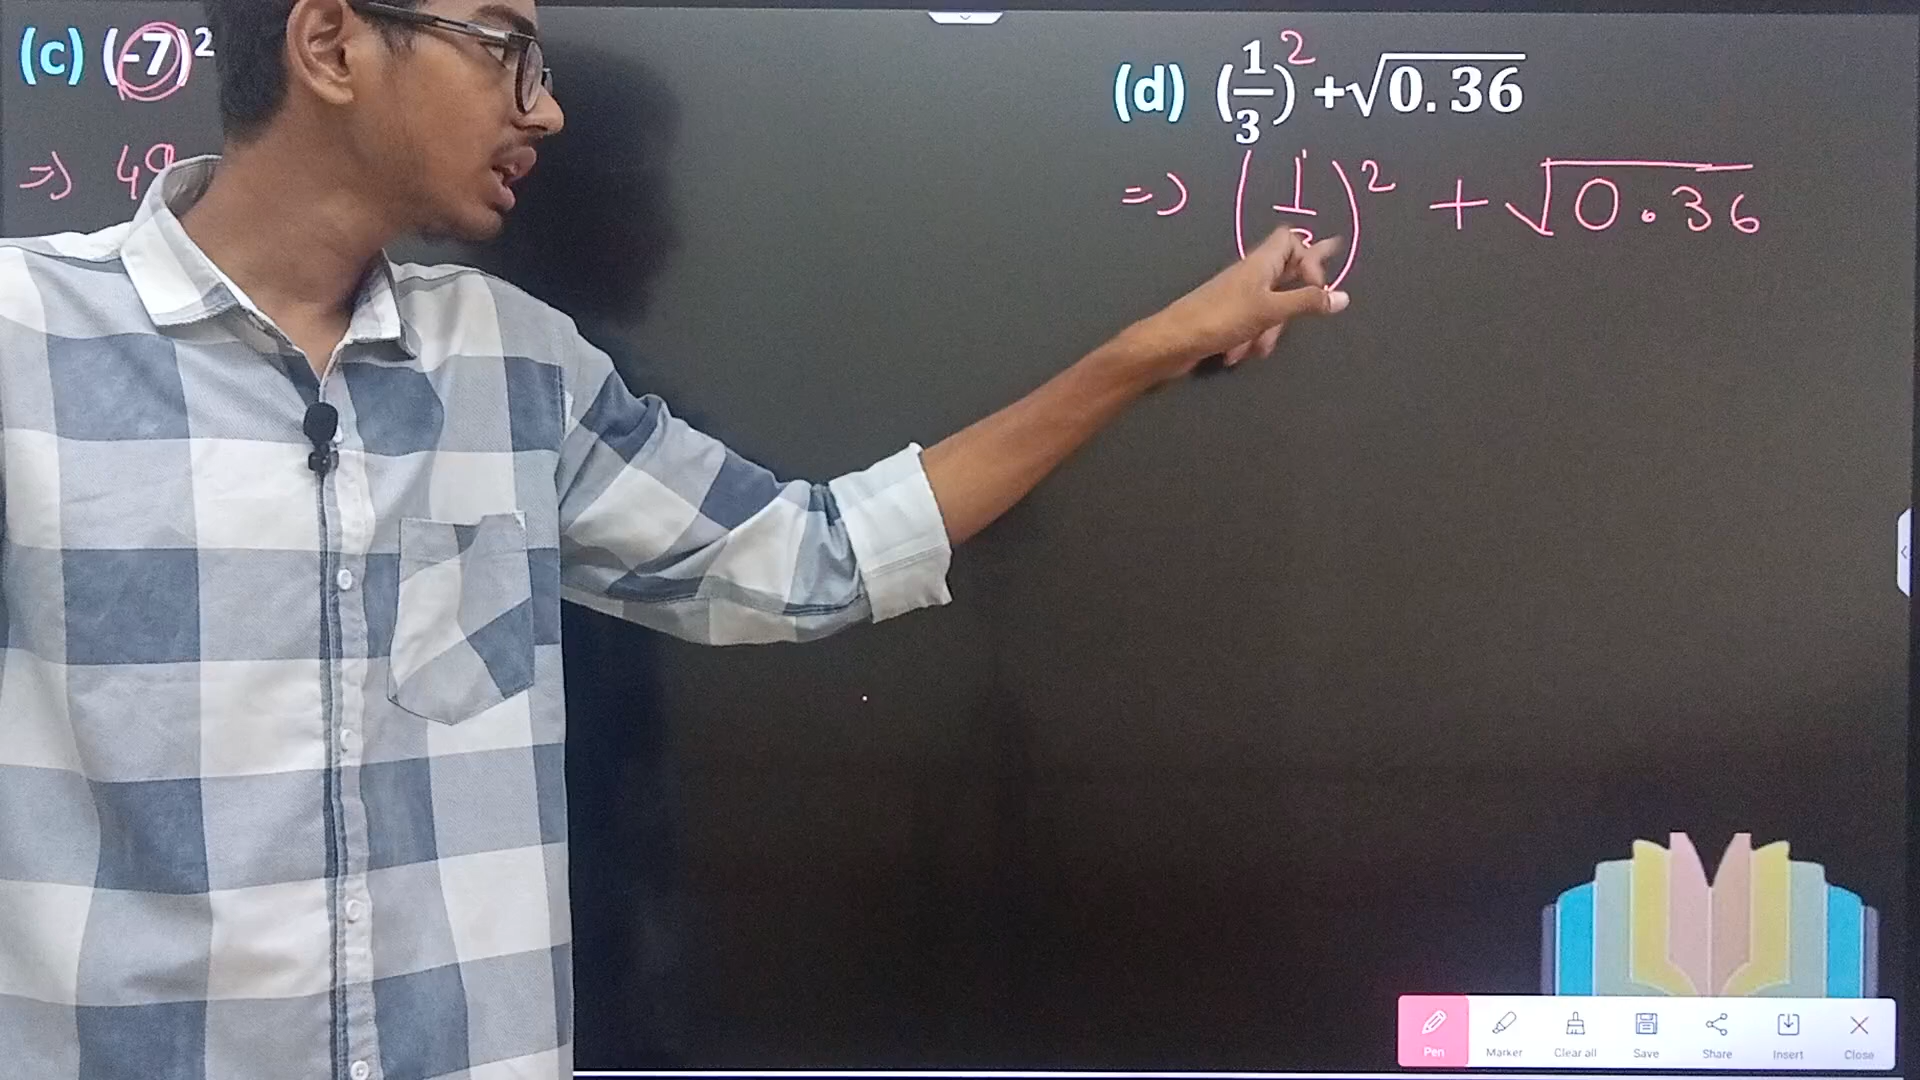 (c) (-7)²
⇒ 49
(d) (1/3)² + √0.36
⇒ (1/3)² + √0.36
Pen Marker Clear all Save Share Insert Close